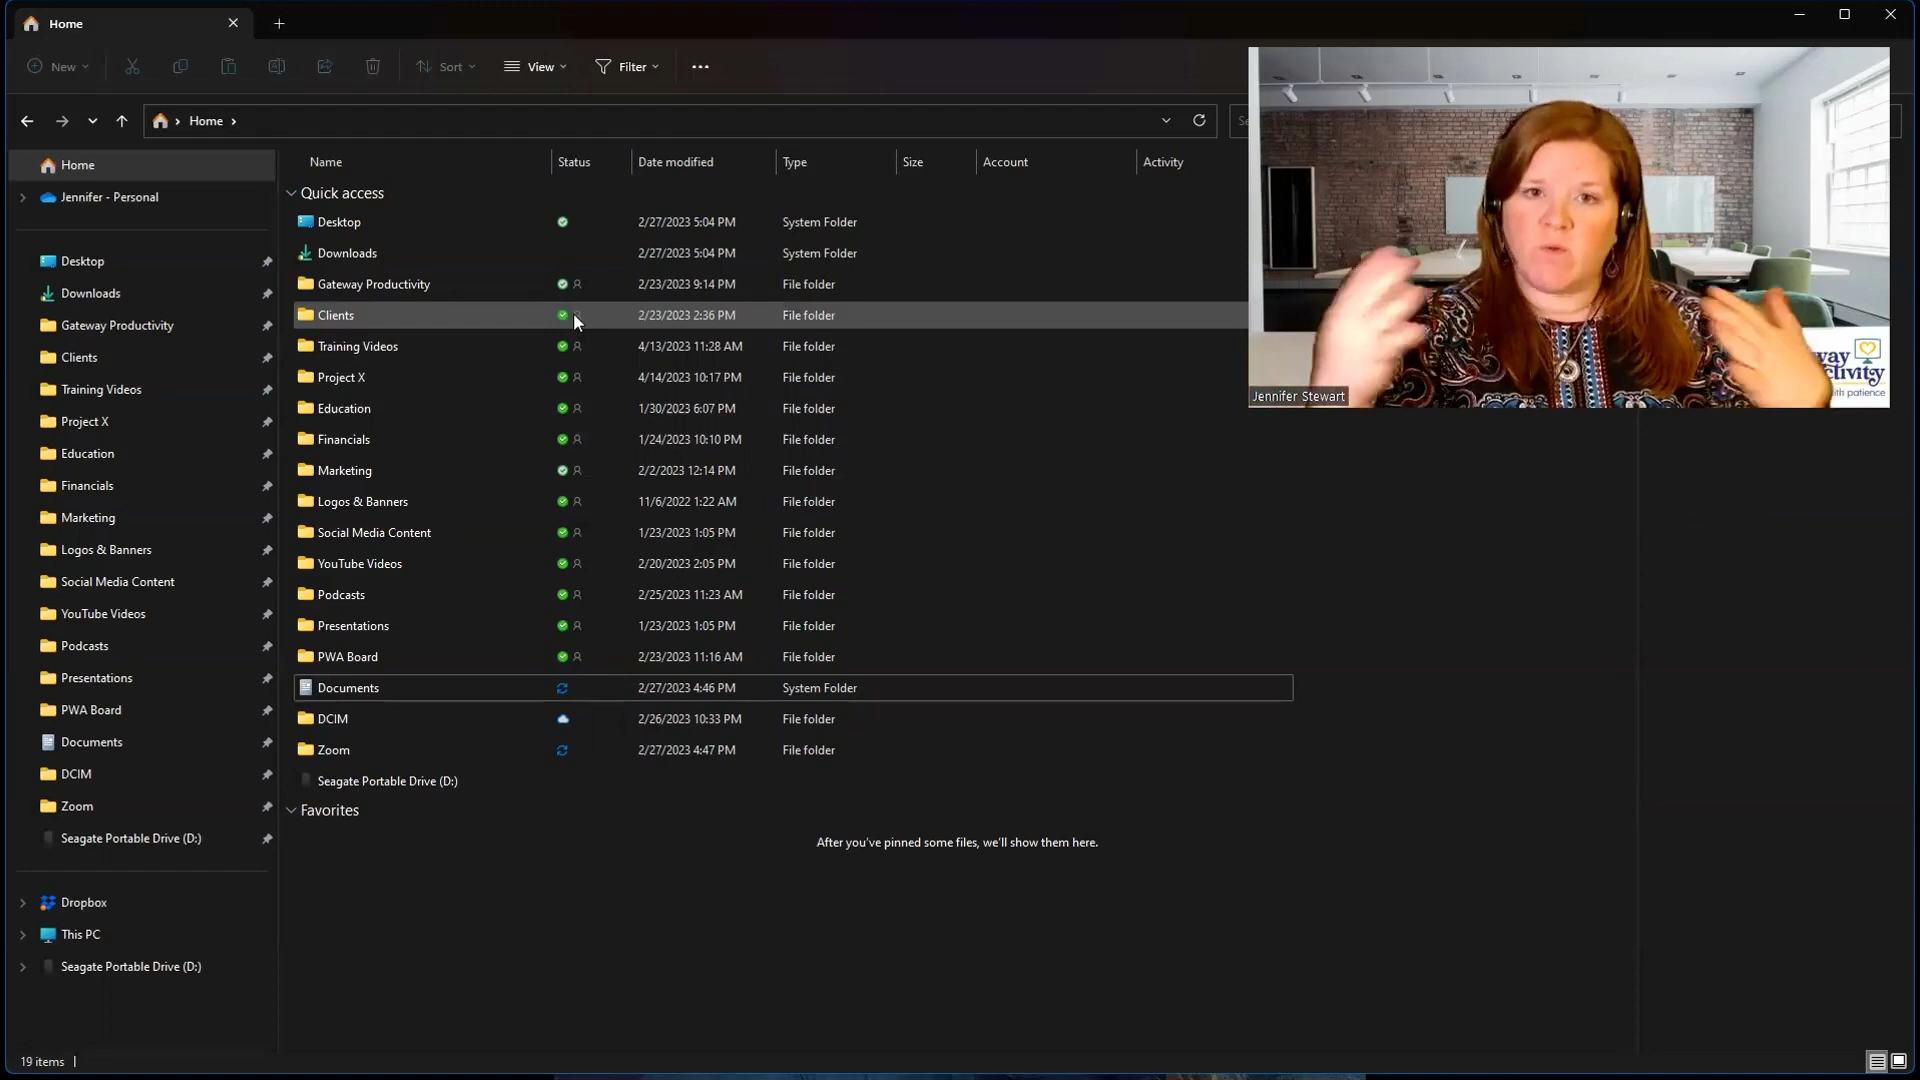 Home
New
Sort
View
Filter
Home
Se
Home
Jennifer - Personal
Desktop
Downloads
Gateway Productivity
Clients
Training Videos
Project X
Education
Financials
Marketing
Logos & Banners
Social Media Content
YouTube Videos
Podcasts
Presentations
PWA Board
Documents
DCIM
Zoom
Seagate Portable Drive (D:)
Dropbox
This PC
Seagate Portable Drive (D:)
Name Status Date modified Type Size Account Activity
Quick access
Desktop 2/27/2023 5:04 PM System Folder
Downloads 2/27/2023 5:04 PM System Folder
Gateway Productivity 2/23/2023 9:14 PM File folder
Clients 2/23/2023 2:36 PM File folder
Training Videos 4/13/2023 11:28 AM File folder
Project X 4/14/2023 10:17 PM File folder
Education 1/30/2023 6:07 PM File folder
Financials 1/24/2023 10:10 PM File folder
Marketing 2/2/2023 12:14 PM File folder
Logos & Banners 11/6/2022 1:22 AM File folder
Social Media Content 1/23/2023 1:05 PM File folder
YouTube Videos 2/20/2023 2:05 PM File folder
Podcasts 2/25/2023 11:23 AM File folder
Presentations 1/23/2023 1:05 PM File folder
PWA Board 2/23/2023 11:16 AM File folder
Documents 2/27/2023 4:46 PM System Folder
DCIM 2/26/2023 10:33 PM File folder
Zoom 2/27/2023 4:47 PM File folder
Seagate Portable Drive (D:)
Favorites
After you've pinned some files, we'll show them here.
way
ctivity
ith patience
Jennifer Stewart
19 items